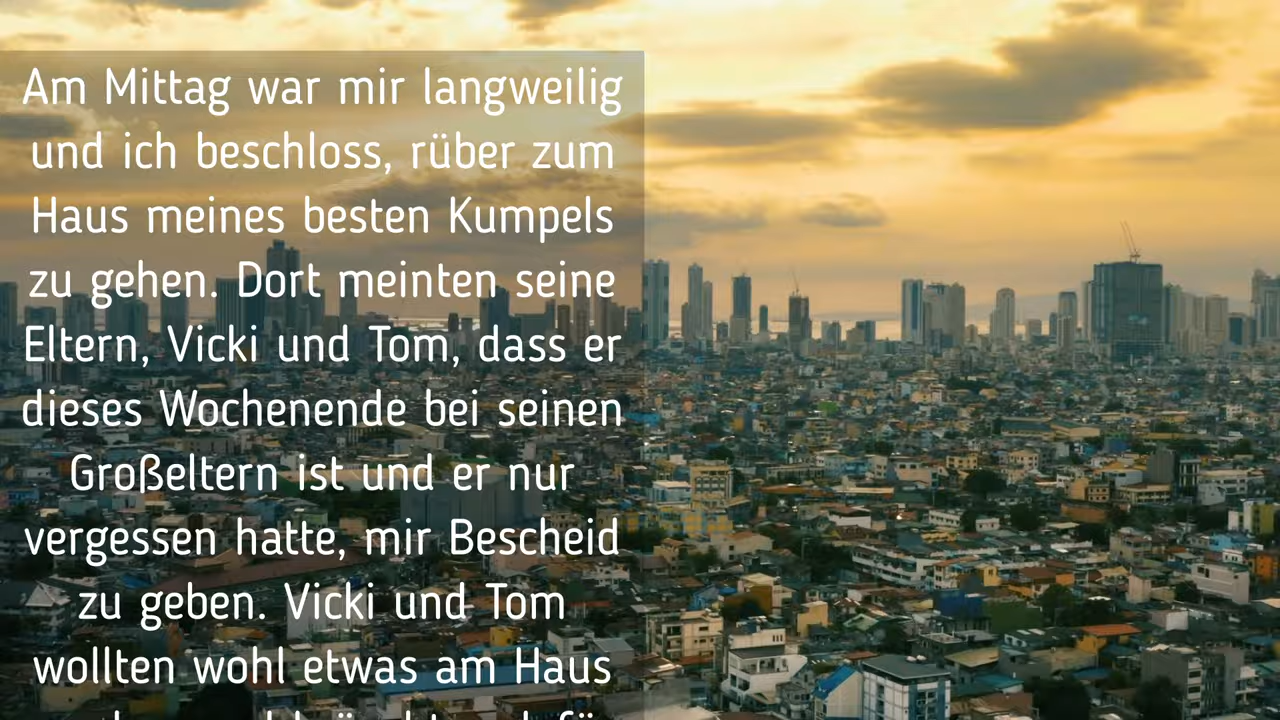 Am Mittag war mir langweilig
und ich beschloss, rüber zum
Haus meines besten Kumpels
zu gehen. Dort meinten seine
Eltern, Vicki und Tom, dass er
dieses Wochenende bei seinen
Großeltern ist und er nur
vergessen hatte, mir Bescheid
zu geben. Vicki und Tom
wollten wohl etwas am Haus